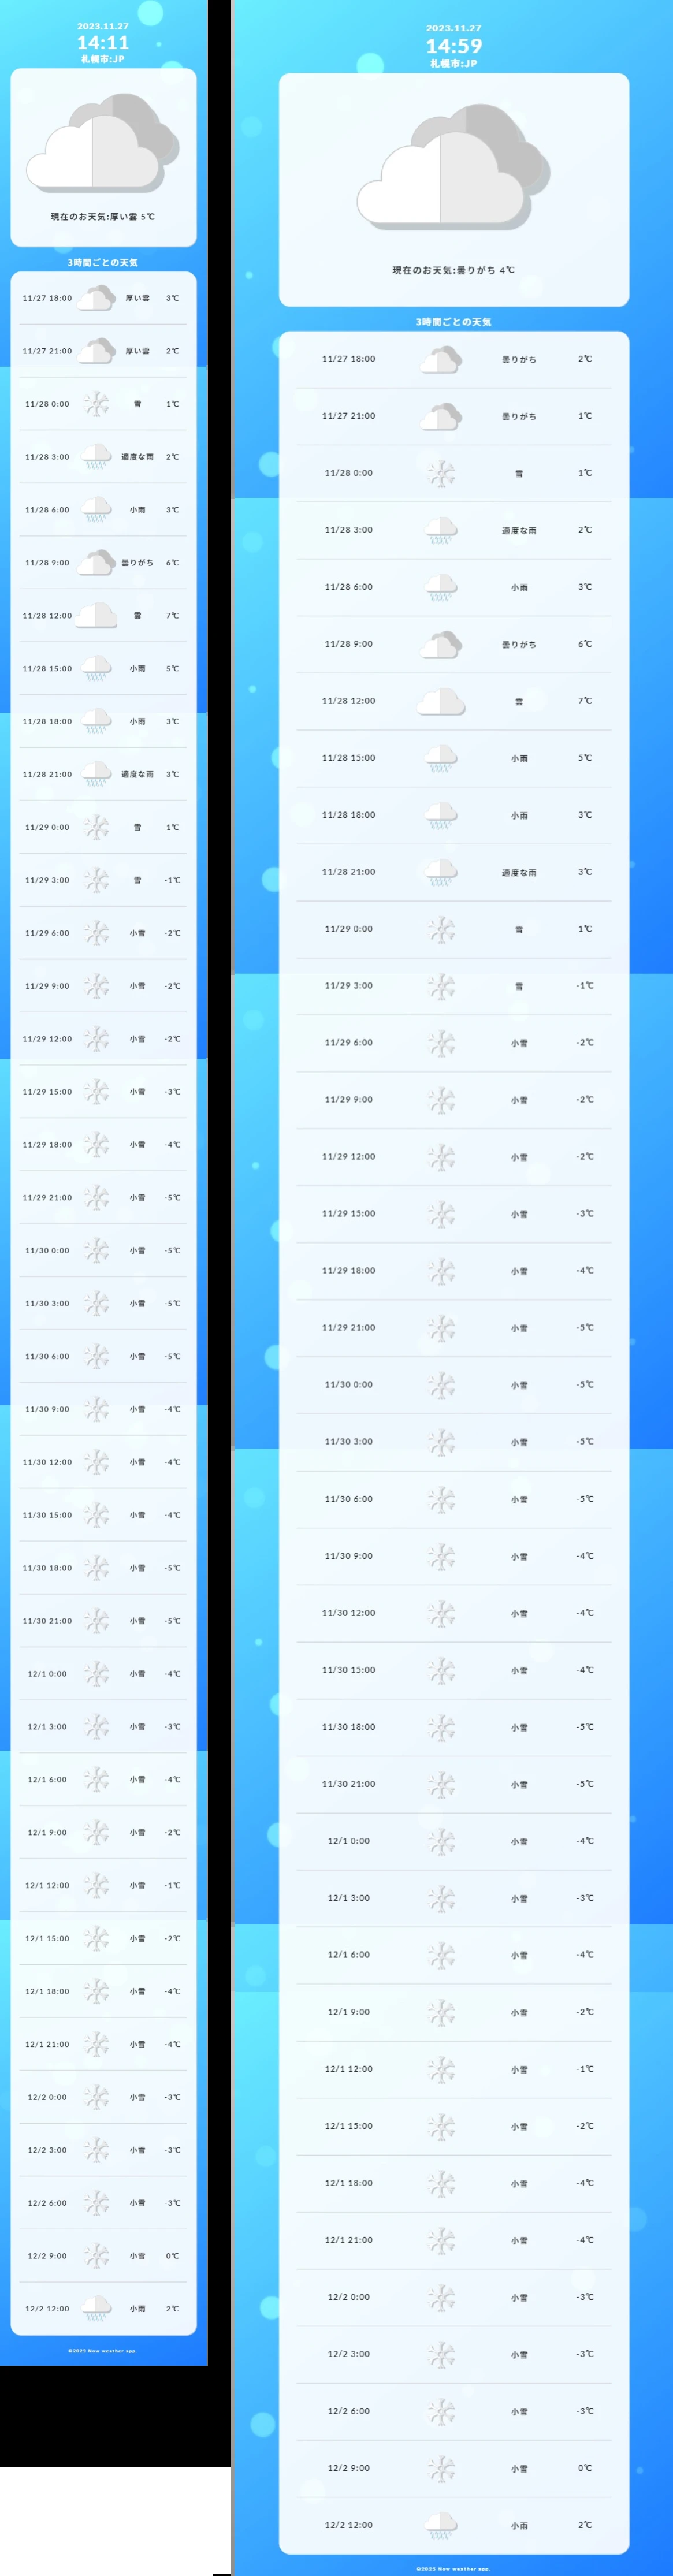 2023.11.27
14:11
札幌市:JP
現在のお天気:厚い雲 5℃
3時間ごとの天気
11/27 18:00 厚い雲 3℃
11/27 21:00 厚い雲 2℃
11/28 0:00 雪 1℃
11/28 3:00 適度な雨 2℃
11/28 6:00 小雨 3℃
11/28 9:00 曇りがち 6℃
11/28 12:00 雲 7℃
11/28 15:00 小雨 5℃
11/28 18:00 小雨 3℃
11/28 21:00 適度な雨 3℃
11/29 0:00 雪 1℃
11/29 3:00 雪 -1℃
11/29 6:00 小雪 -2℃
11/29 9:00 小雪 -2℃
11/29 12:00 小雪 -2℃
11/29 15:00 小雪 -3℃
11/29 18:00 小雪 -4℃
11/29 21:00 小雪 -5℃
11/30 0:00 小雪 -5℃
11/30 3:00 小雪 -5℃
11/30 6:00 小雪 -5℃
11/30 9:00 小雪 -4℃
11/30 12:00 小雪 -4℃
11/30 15:00 小雪 -4℃
11/30 18:00 小雪 -5℃
11/30 21:00 小雪 -5℃
12/1 0:00 小雪 -4℃
12/1 3:00 小雪 -3℃
12/1 6:00 小雪 -4℃
12/1 9:00 小雪 -2℃
12/1 12:00 小雪 -1℃
12/1 15:00 小雪 -2℃
12/1 18:00 小雪 -4℃
12/1 21:00 小雪 -4℃
12/2 0:00 小雪 -3℃
12/2 3:00 小雪 -3℃
12/2 6:00 小雪 -3℃
12/2 9:00 小雪 0℃
12/2 12:00 小雨 2℃
©2023 Now weather app.
2023.11.27
14:59
札幌市:JP
現在のお天気:曇りがち 4℃
3時間ごとの天気
11/27 18:00 曇りがち 2℃
11/27 21:00 曇りがち 1℃
11/28 0:00 雪 1℃
11/28 3:00 適度な雨 2℃
11/28 6:00 小雨 3℃
11/28 9:00 曇りがち 6℃
11/28 12:00 雲 7℃
11/28 15:00 小雨 5℃
11/28 18:00 小雨 3℃
11/28 21:00 適度な雨 3℃
11/29 0:00 雪 1℃
11/29 3:00 雪 -1℃
11/29 6:00 小雪 -2℃
11/29 9:00 小雪 -2℃
11/29 12:00 小雪 -2℃
11/29 15:00 小雪 -3℃
11/29 18:00 小雪 -4℃
11/29 21:00 小雪 -5℃
11/30 0:00 小雪 -5℃
11/30 3:00 小雪 -5℃
11/30 6:00 小雪 -5℃
11/30 9:00 小雪 -4℃
11/30 12:00 小雪 -4℃
11/30 15:00 小雪 -4℃
11/30 18:00 小雪 -5℃
11/30 21:00 小雪 -5℃
12/1 0:00 小雪 -4℃
12/1 3:00 小雪 -3℃
12/1 6:00 小雪 -4℃
12/1 9:00 小雪 -2℃
12/1 12:00 小雪 -1℃
12/1 15:00 小雪 -2℃
12/1 18:00 小雪 -4℃
12/1 21:00 小雪 -4℃
12/2 0:00 小雪 -3℃
12/2 3:00 小雪 -3℃
12/2 6:00 小雪 -3℃
12/2 9:00 小雪 0℃
12/2 12:00 小雨 2℃
©2023 Now weather app.